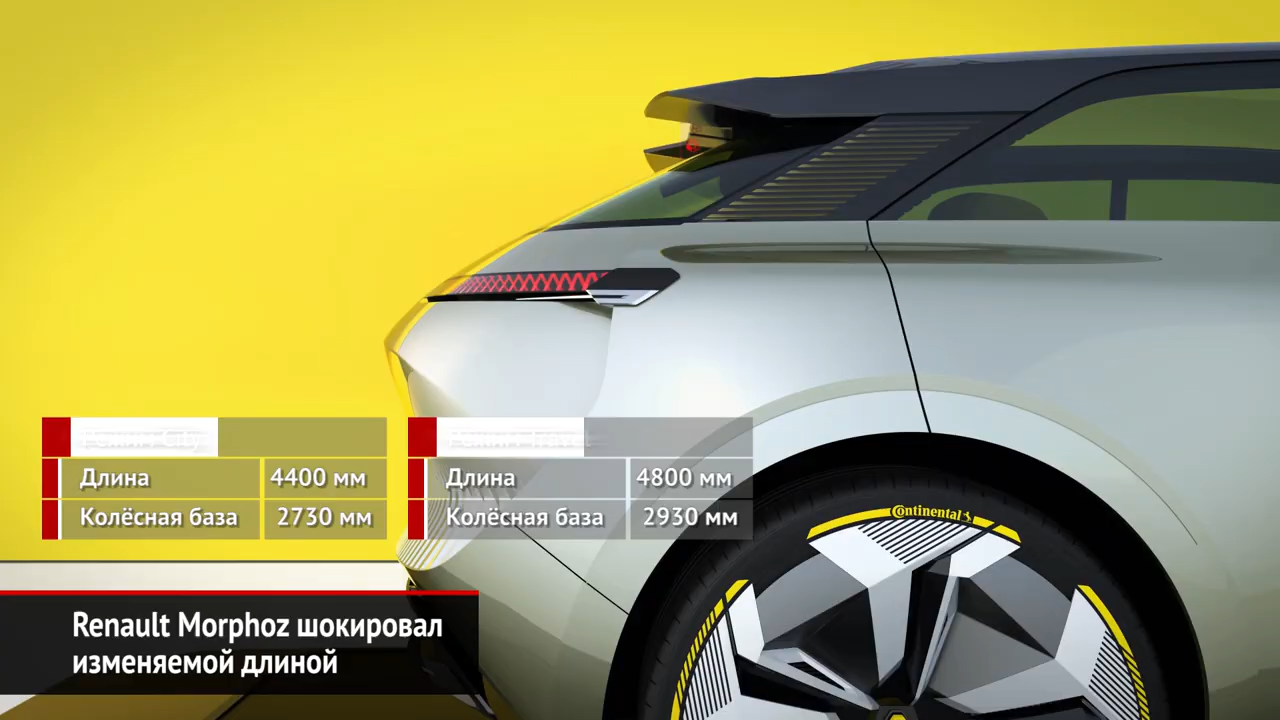 Continental
Длина 4400 мм
Колёсная база 2730 мм
Длина 4800 мм
Колёсная база 2930 мм
Renault Morphoz шокировал
изменяемой длиной